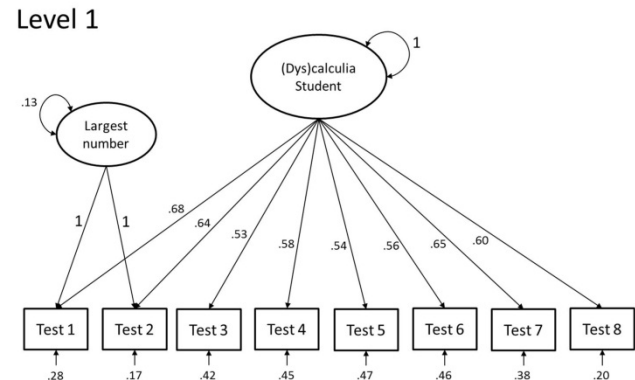 Level 1
1
(Dys)calculia
Student
.13
Largest
number
1
1
.68
.64
.53
.58
.54
.56
.65
.60
Test 1
Test 2
Test 3
Test 4
Test 5
Test 6
Test 7
Test 8
.28
.17
.42
.45
.47
.46
.38
.20